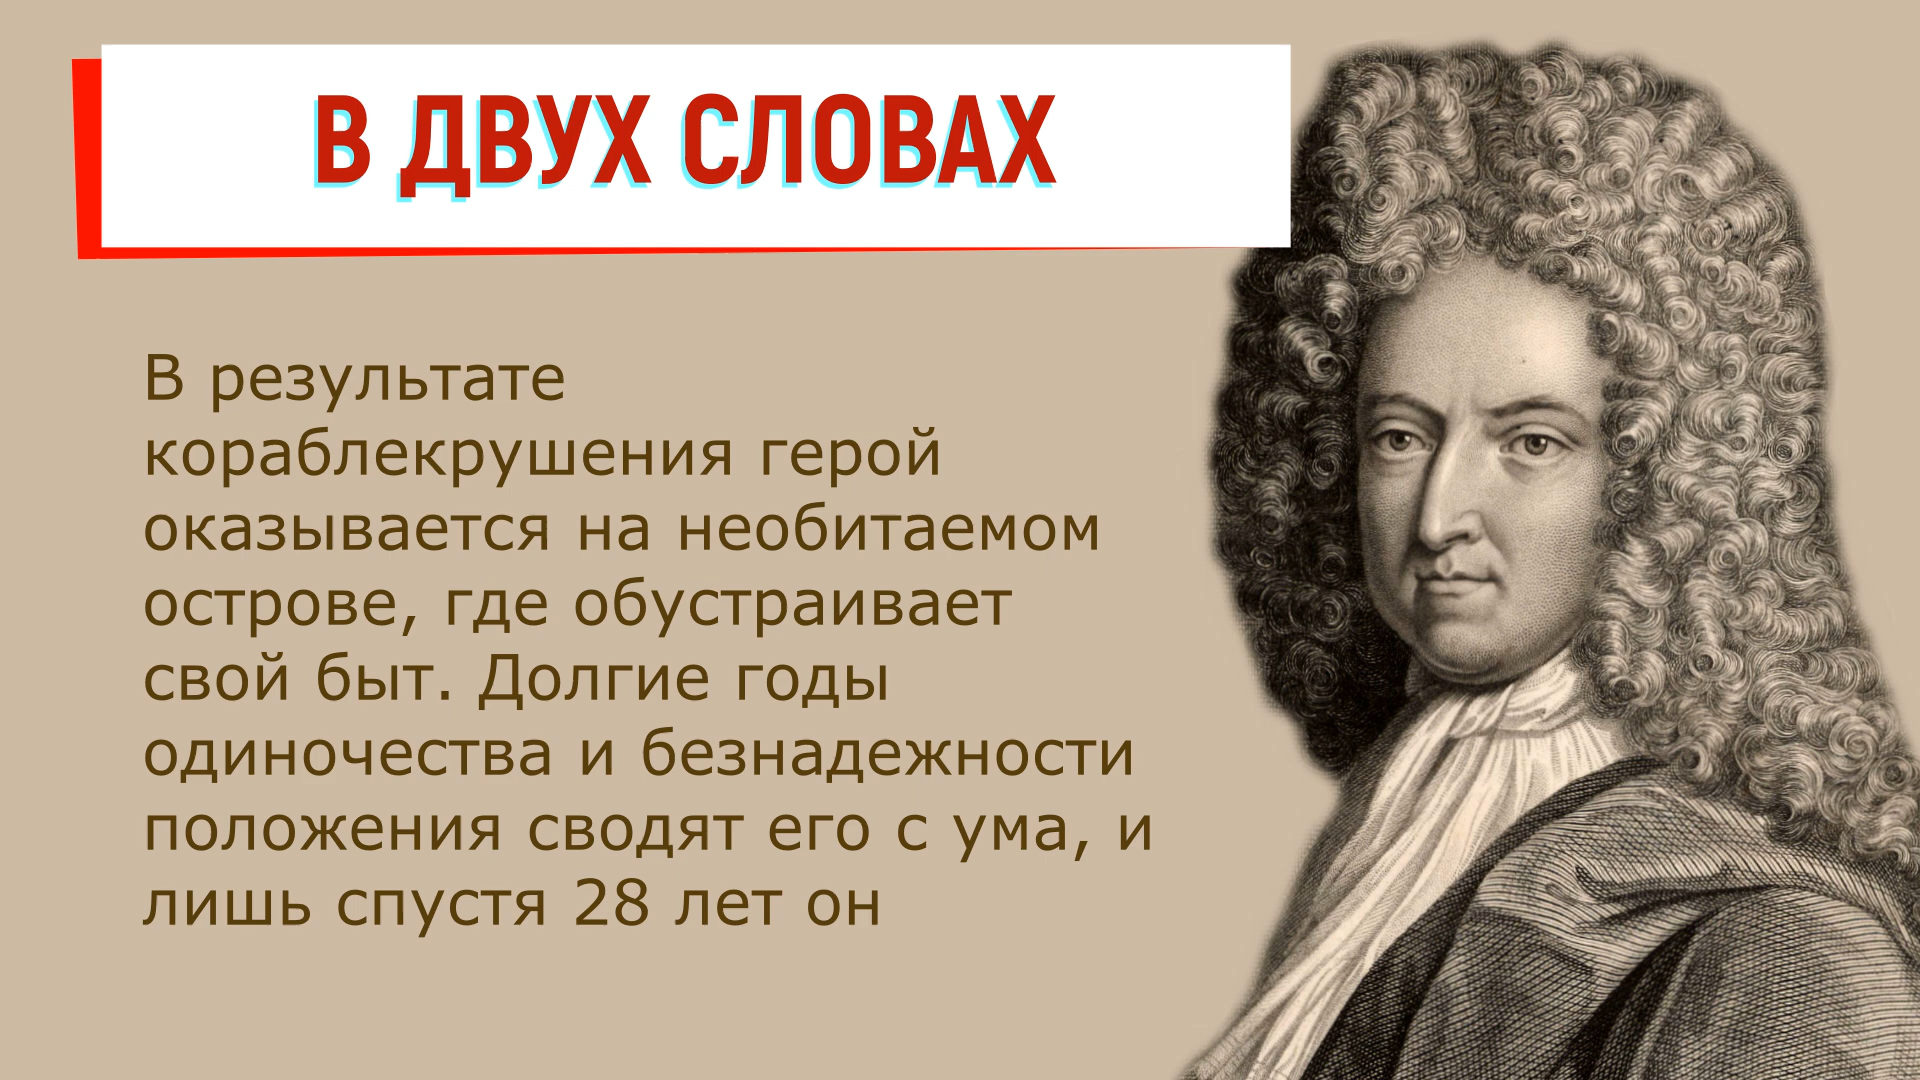 В ДВУХ СЛОВАХ
В результате
кораблекрушения герой
оказывается на необитаемом
острове, где обустраивает
свой быт. Долгие годы
одиночества и безнадежности
положения сводят его с ума, и
лишь спустя 28 лет он